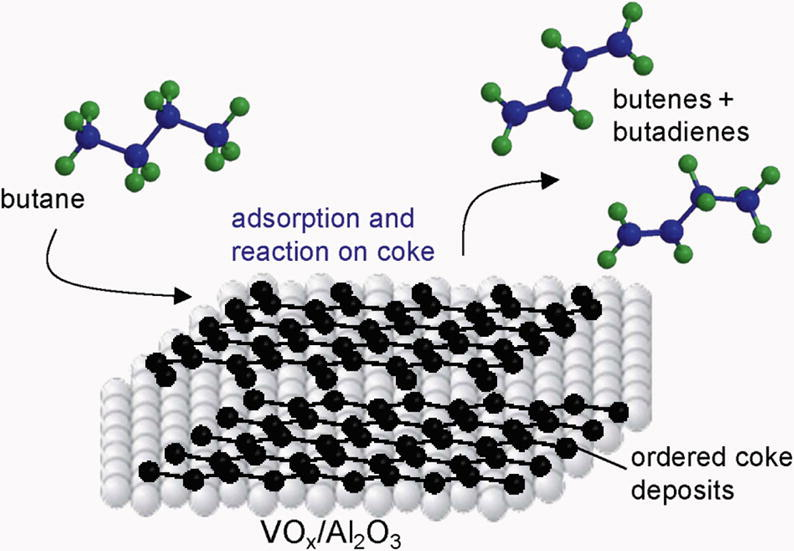 butane
adsorption and
reaction on coke
butenes +
butadienes
ordered coke
deposits
VOₓ/Al₂O₃